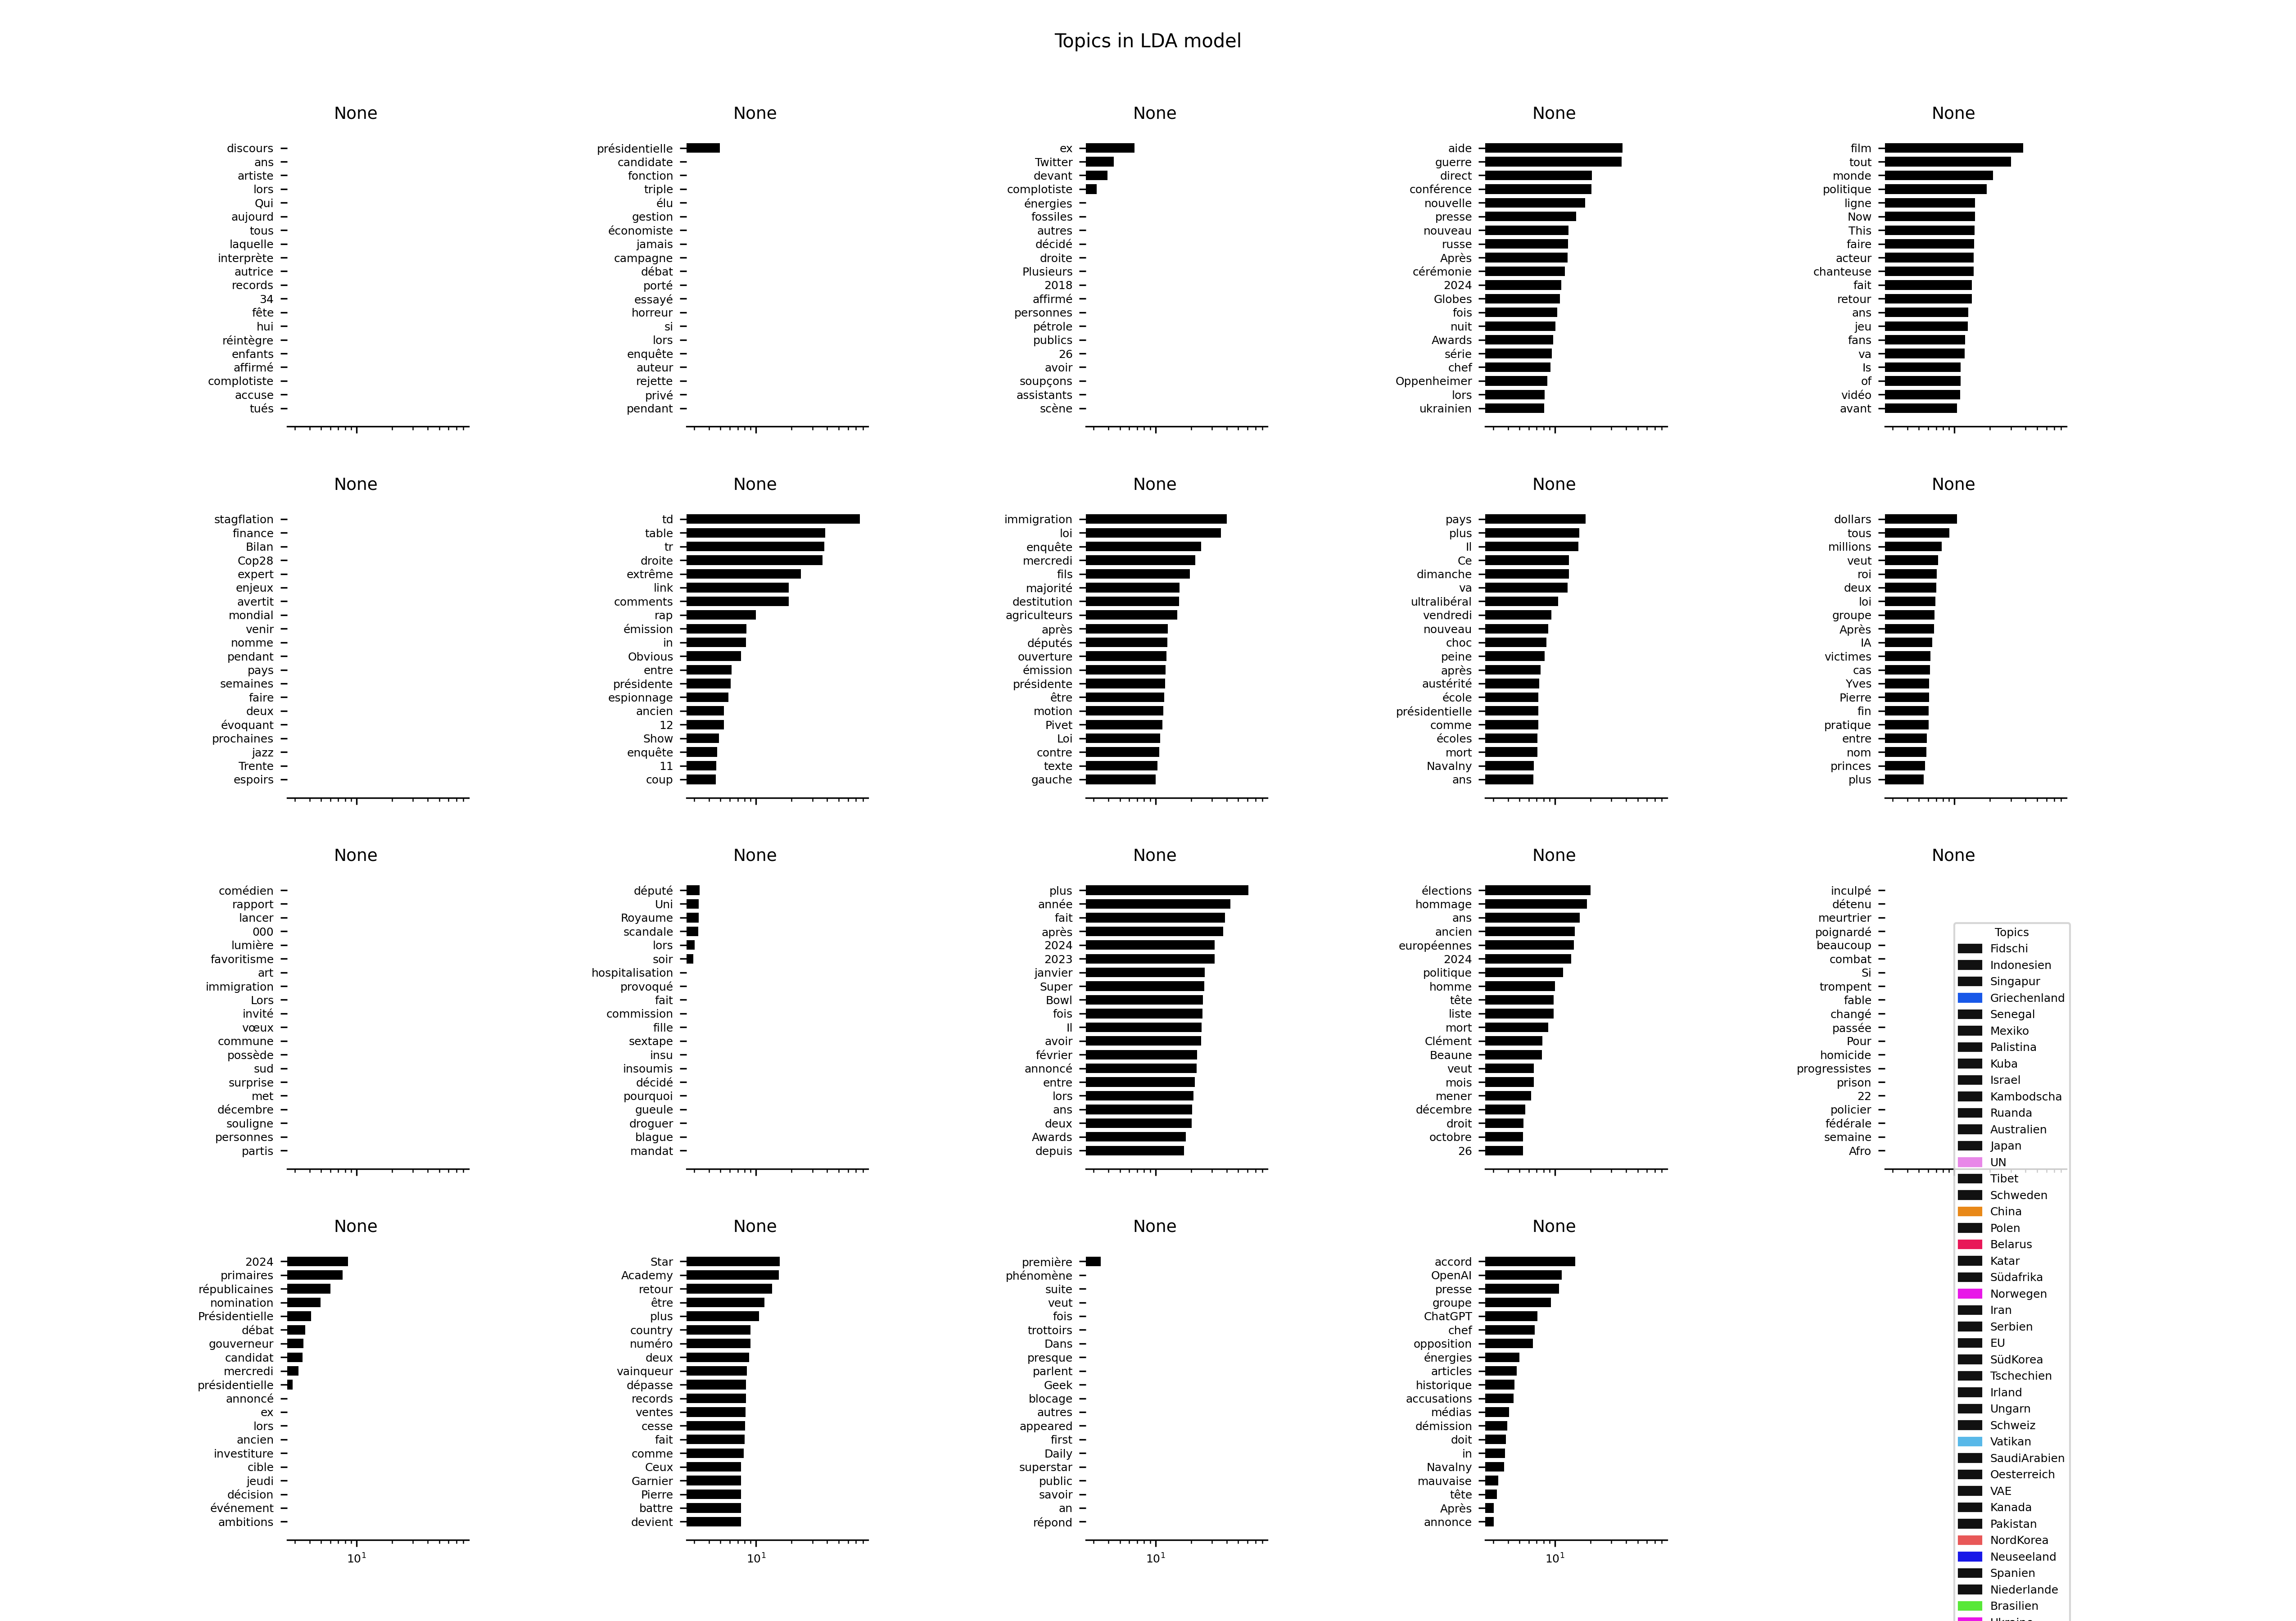 Topics in LDA model
None
discours
ans
artiste
lors
Qui
aujourd
tous
laquelle
interprète
autrice
records
34
fête
hui
réintègre
enfants
affirmé
complotiste
accuse
tués
None
présidentielle
candidate
fonction
triple
élu
gestion
économiste
jamais
campagne
débat
porté
essayé
horreur
si
lors
enquête
auteur
rejette
privé
pendant
None
ex
Twitter
devant
complotiste
énergies
fossiles
autres
décidé
droite
Plusieurs
2018
affirmé
personnes
pétrole
publics
26
avoir
soupçons
assistants
scène
None
aide
guerre
direct
conférence
nouvelle
presse
nouveau
russe
Après
cérémonie
2024
Globes
fois
nuit
Awards
série
chef
Oppenheimer
lors
ukrainien
None
film
tout
monde
politique
ligne
Now
This
faire
acteur
chanteuse
fait
retour
ans
jeu
fans
va
Is
of
vidéo
avant
None
stagflation
finance
Bilan
Cop28
expert
enjeux
avertit
mondial
venir
nomme
pendant
pays
semaines
faire
deux
évoquant
prochaines
jazz
Trente
espoirs
None
td
table
tr
droite
extrême
link
comments
rap
émission
in
Obvious
entre
présidente
espionnage
ancien
12
Show
enquête
11
coup
None
immigration
loi
enquête
mercredi
fils
majorité
destitution
agriculteurs
après
députés
ouverture
émission
présidente
être
motion
Pivet
Loi
contre
texte
gauche
None
pays
plus
Il
Ce
dimanche
va
ultralibéral
vendredi
nouveau
choc
peine
après
austérité
école
présidentielle
comme
écoles
mort
Navalny
ans
None
dollars
tous
millions
veut
roi
deux
loi
groupe
Après
IA
victimes
cas
Yves
Pierre
fin
pratique
entre
nom
princes
plus
None
comédien
rapport
lancer
000
lumière
favoritisme
art
immigration
Lors
invité
vœux
commune
possède
sud
surprise
met
décembre
souligne
personnes
partis
None
député
Uni
Royaume
scandale
lors
soir
hospitalisation
provoqué
fait
commission
fille
sextape
insu
insoumis
décidé
pourquoi
gueule
droguer
blague
mandat
None
plus
année
fait
après
2024
2023
janvier
Super
Bowl
fois
Il
avoir
février
annoncé
entre
lors
ans
deux
Awards
depuis
None
élections
hommage
ans
ancien
européennes
2024
politique
homme
tête
liste
mort
Clément
Beaune
veut
mois
mener
décembre
droit
octobre
26
None
inculpé
détenu
meurtrier
poignardé
beaucoup
combat
Si
trompent
fable
changé
passée
Pour
homicide
progressistes
prison
22
policier
fédérale
semaine
Afro
None
2024
primaires
républicaines
nomination
Présidentielle
débat
gouverneur
candidat
mercredi
présidentielle
annoncé
ex
lors
ancien
investiture
cible
jeudi
décision
événement
ambitions
10¹
None
Star
Academy
retour
être
plus
country
numéro
deux
vainqueur
dépasse
records
ventes
cesse
fait
comme
Ceux
Garnier
Pierre
battre
devient
10¹
None
première
phénomène
suite
veut
fois
trottoirs
Dans
presque
parlent
Geek
blocage
autres
appeared
first
Daily
superstar
public
savoir
an
répond
10¹
None
accord
OpenAI
presse
groupe
ChatGPT
chef
opposition
énergies
articles
historique
accusations
médias
démission
doit
in
Navalny
mauvaise
tête
Après
annonce
10¹
Topics
Fidschi
Indonesien
Singapur
Griechenland
Senegal
Mexiko
Palistina
Kuba
Israel
Kambodscha
Ruanda
Australien
Japan
UN
Tibet
Schweden
China
Polen
Belarus
Katar
Südafrika
Norwegen
Iran
Serbien
EU
SüdKorea
Tschechien
Irland
Ungarn
Schweiz
Vatikan
SaudiArabien
Oesterreich
VAE
Kanada
Pakistan
NordKorea
Neuseeland
Spanien
Niederlande
Brasilien